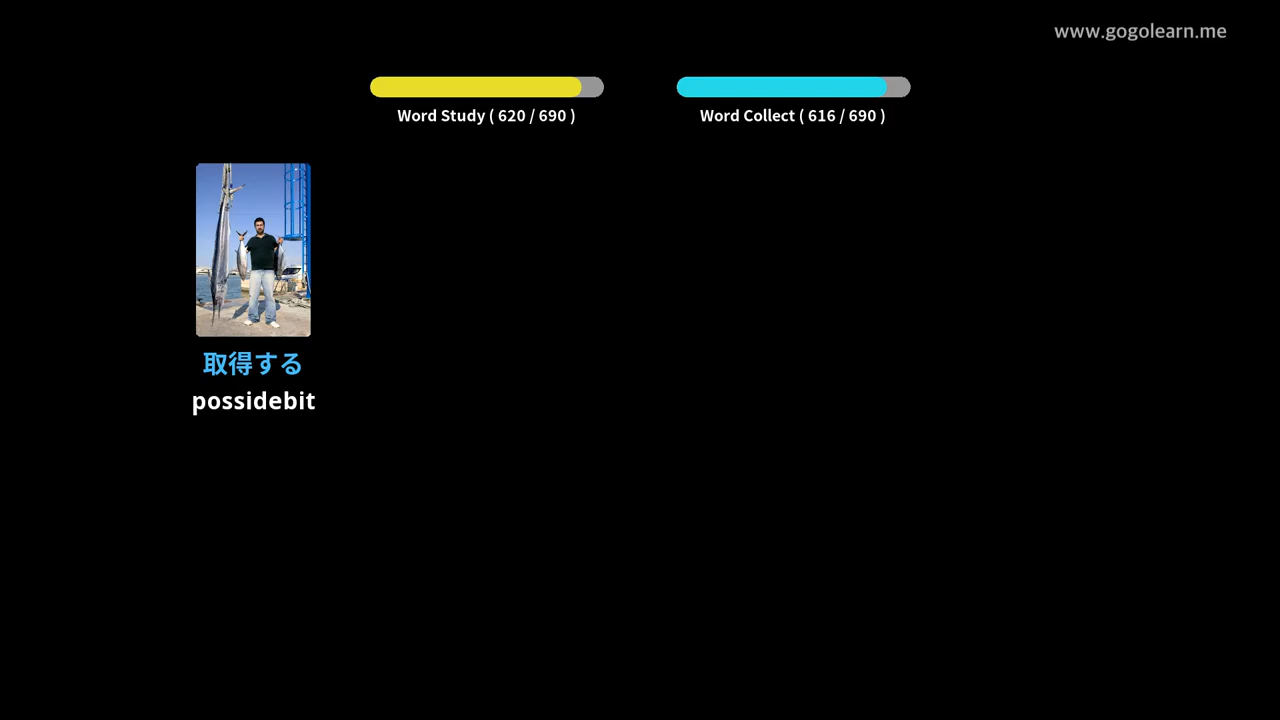 www.gogolearn.me
Word Study ( 620 / 690 )
Word Collect ( 616 / 690 )
取得する
possidebit